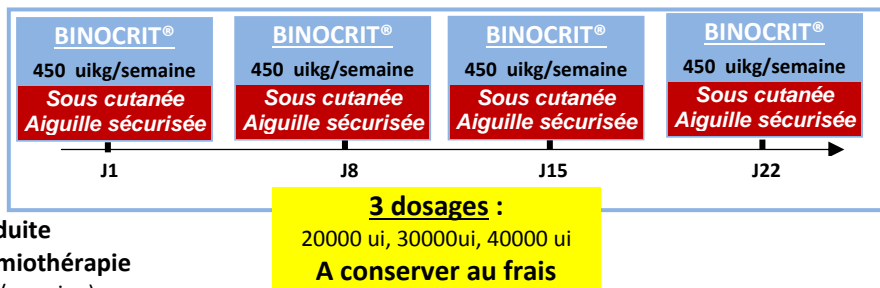 BINOCRIT®
450 uikg/semaine
Sous cutanée
Aiguille sécurisée
BINOCRIT®
450 uikg/semaine
Sous cutanée
Aiguille sécurisée
BINOCRIT®
450 uikg/semaine
Sous cutanée
Aiguille sécurisée
BINOCRIT®
450 uikg/semaine
Sous cutanée
Aiguille sécurisée
J1 J8 J15 J22
3 dosages :
20000 ui, 30000ui, 40000 ui
A conserver au frais
duite
miothérapie